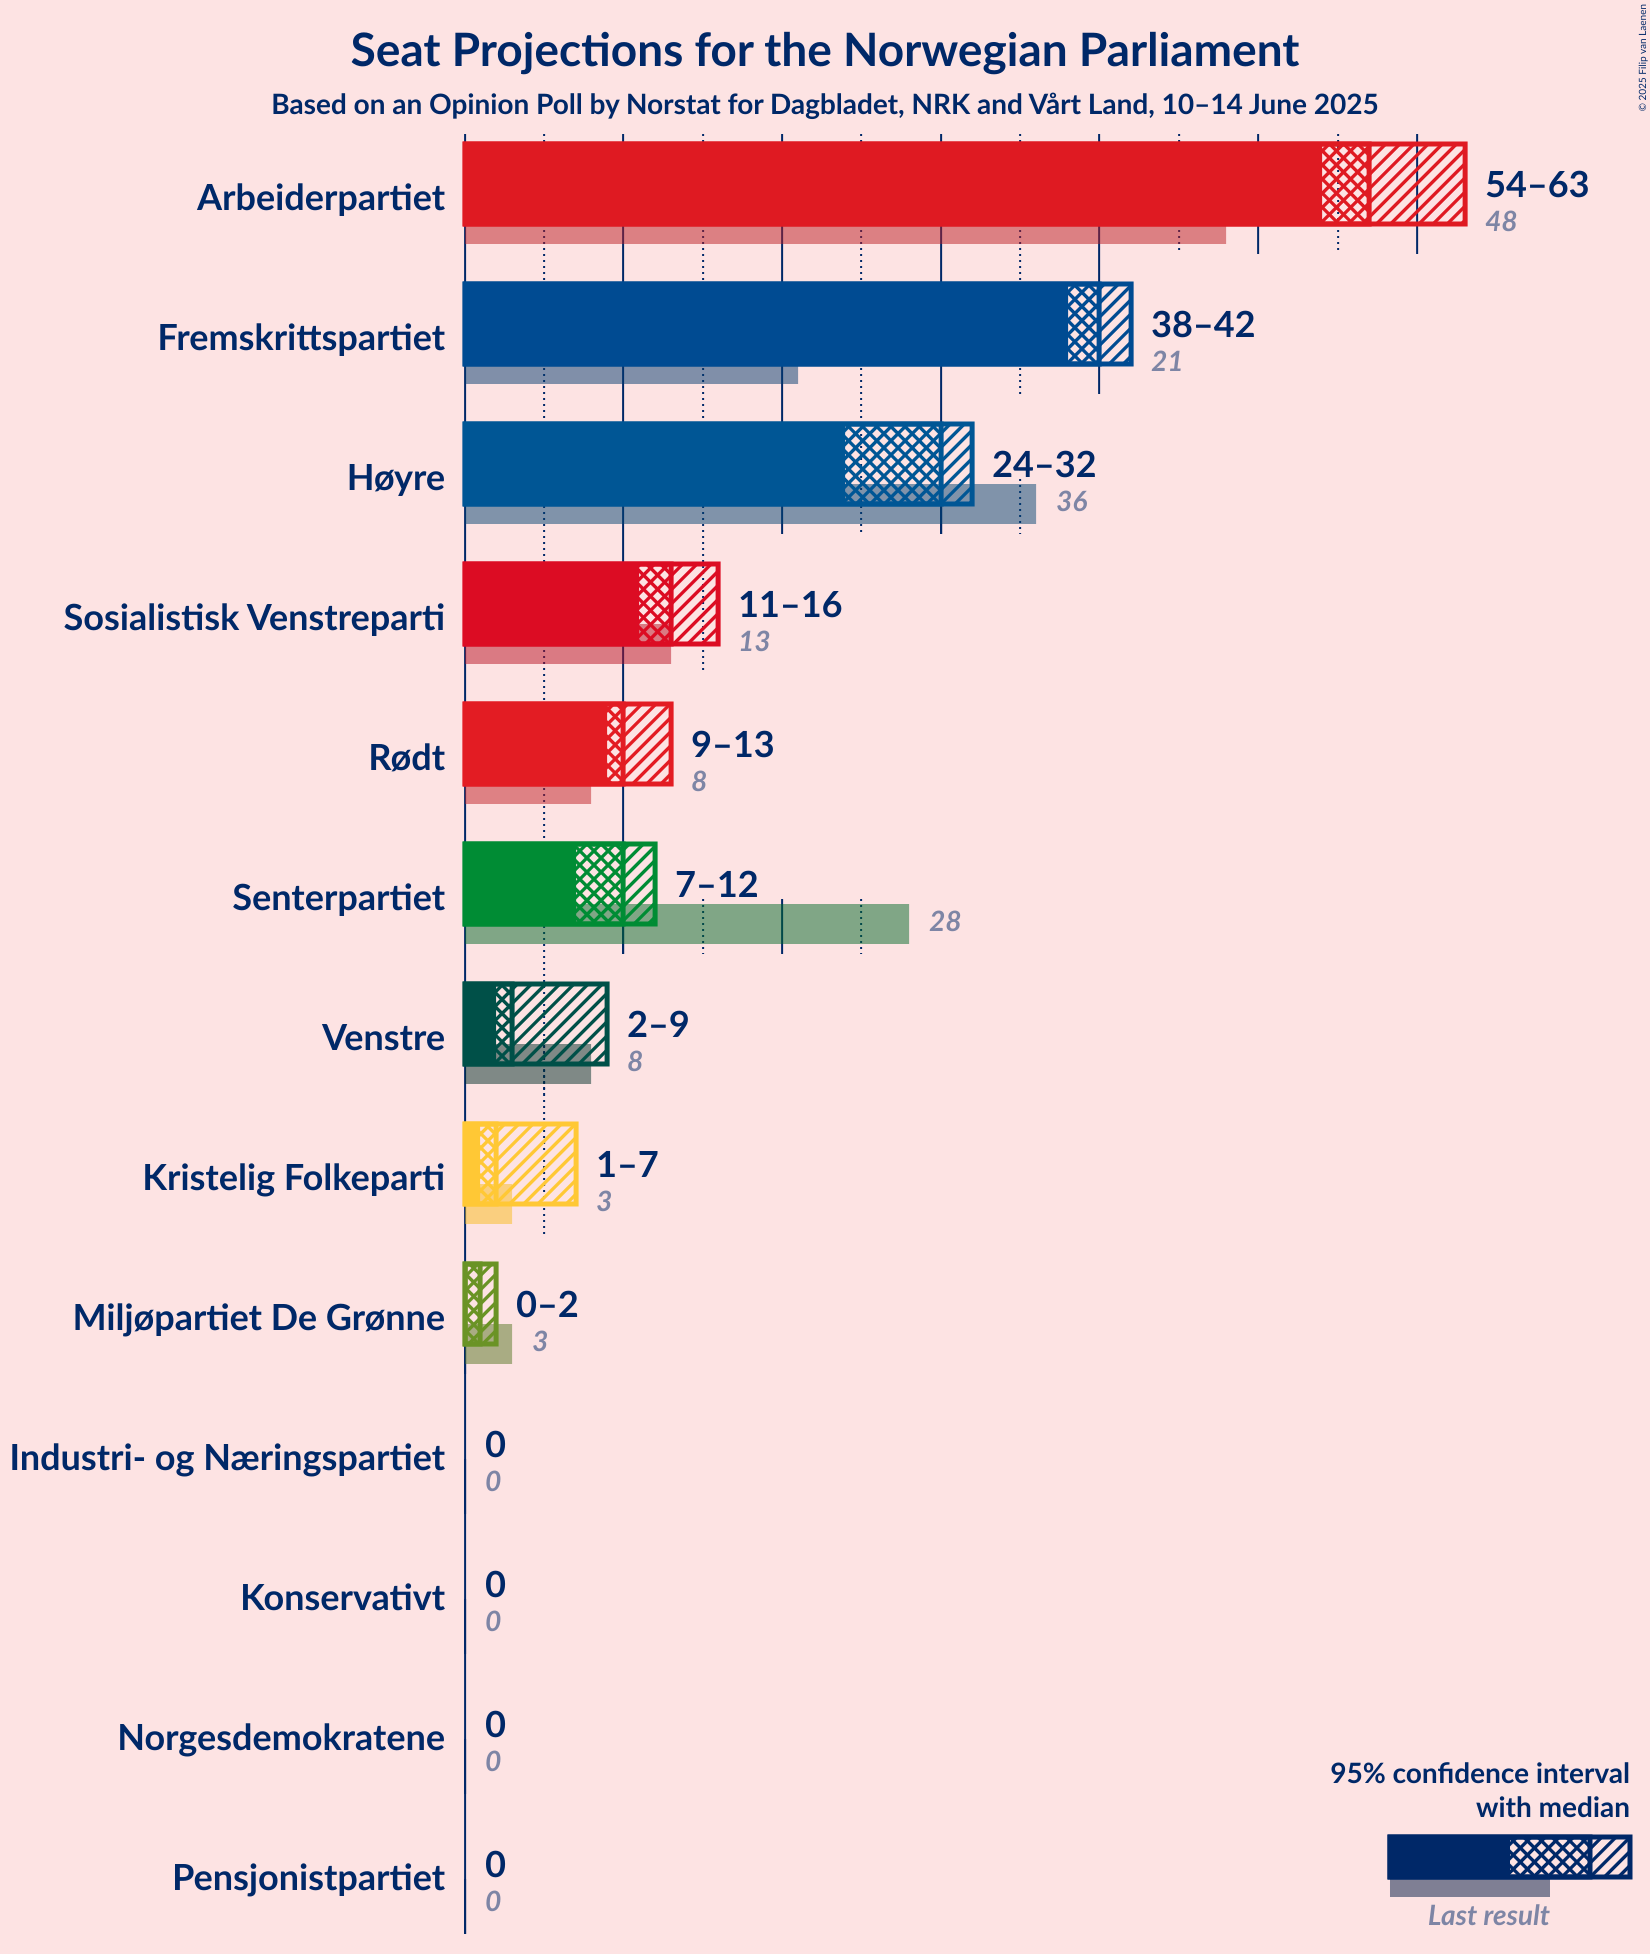 Seat Projections for the Norwegian Parliament
Based on an Opinion Poll by Norstat for Dagbladet, NRK and Vårt Land, 10–14 June 2025
© 2025 Filip van Laenen
Arbeiderpartiet
54–63
48
Fremskrittspartiet
38–42
21
Høyre
24–32
36
Sosialistisk Venstreparti
11–16
13
Rødt
9–13
8
Senterpartiet
7–12
28
Venstre
2–9
8
Kristelig Folkeparti
1–7
3
Miljøpartiet De Grønne
0–2
3
Industri- og Næringspartiet
0
0
Konservativt
0
0
Norgesdemokratene
0
0
Pensjonistpartiet
0
0
95% confidence interval
with median
Last result